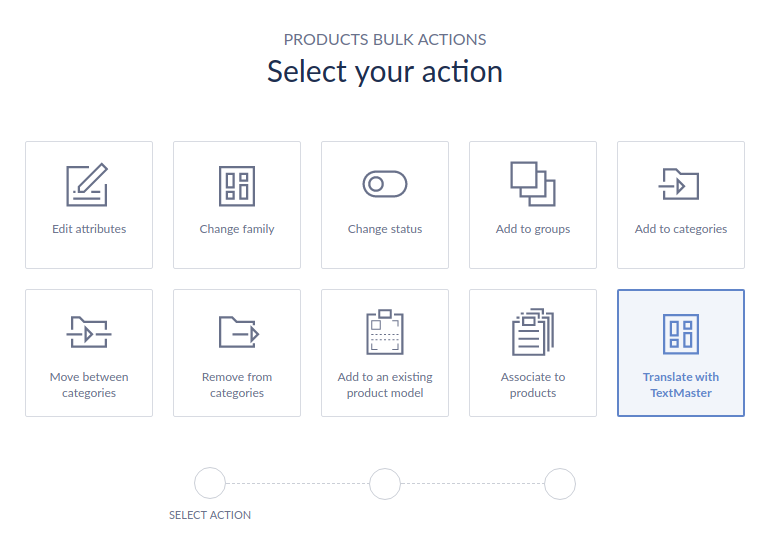 PRODUCTS BULK ACTIONS
Select your action
Edit attributes
Change family
Change status
Add to groups
Add to categories
Move between
categories
Remove from
categories
Add to an existing
product model
Associate to
products
Translate with
TextMaster
SELECT ACTION